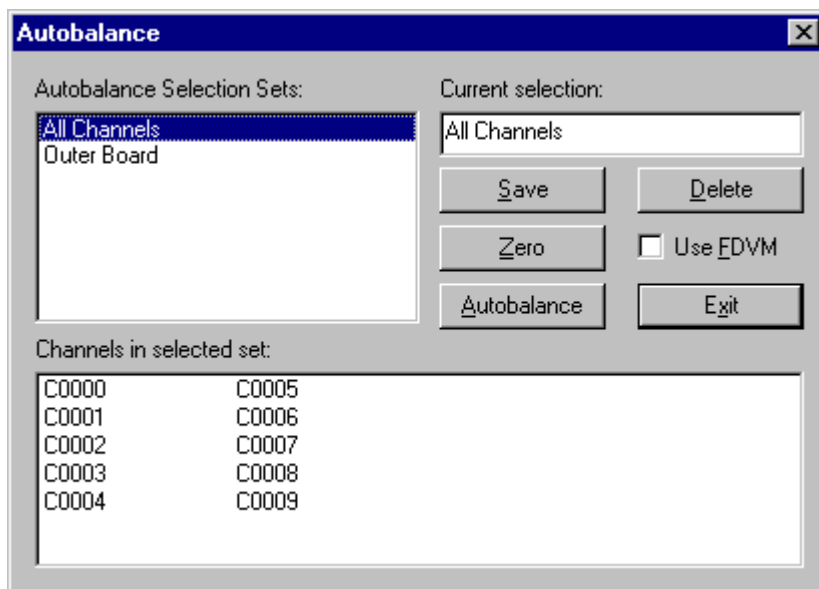 Autobalance
Autobalance Selection Sets:
All Channels
Outer Board
Current selection:
All Channels
Save
Delete
Zero
Use FDVM
Autobalance
Exit
Channels in selected set:
C0000 C0005
C0001 C0006
C0002 C0007
C0003 C0008
C0004 C0009